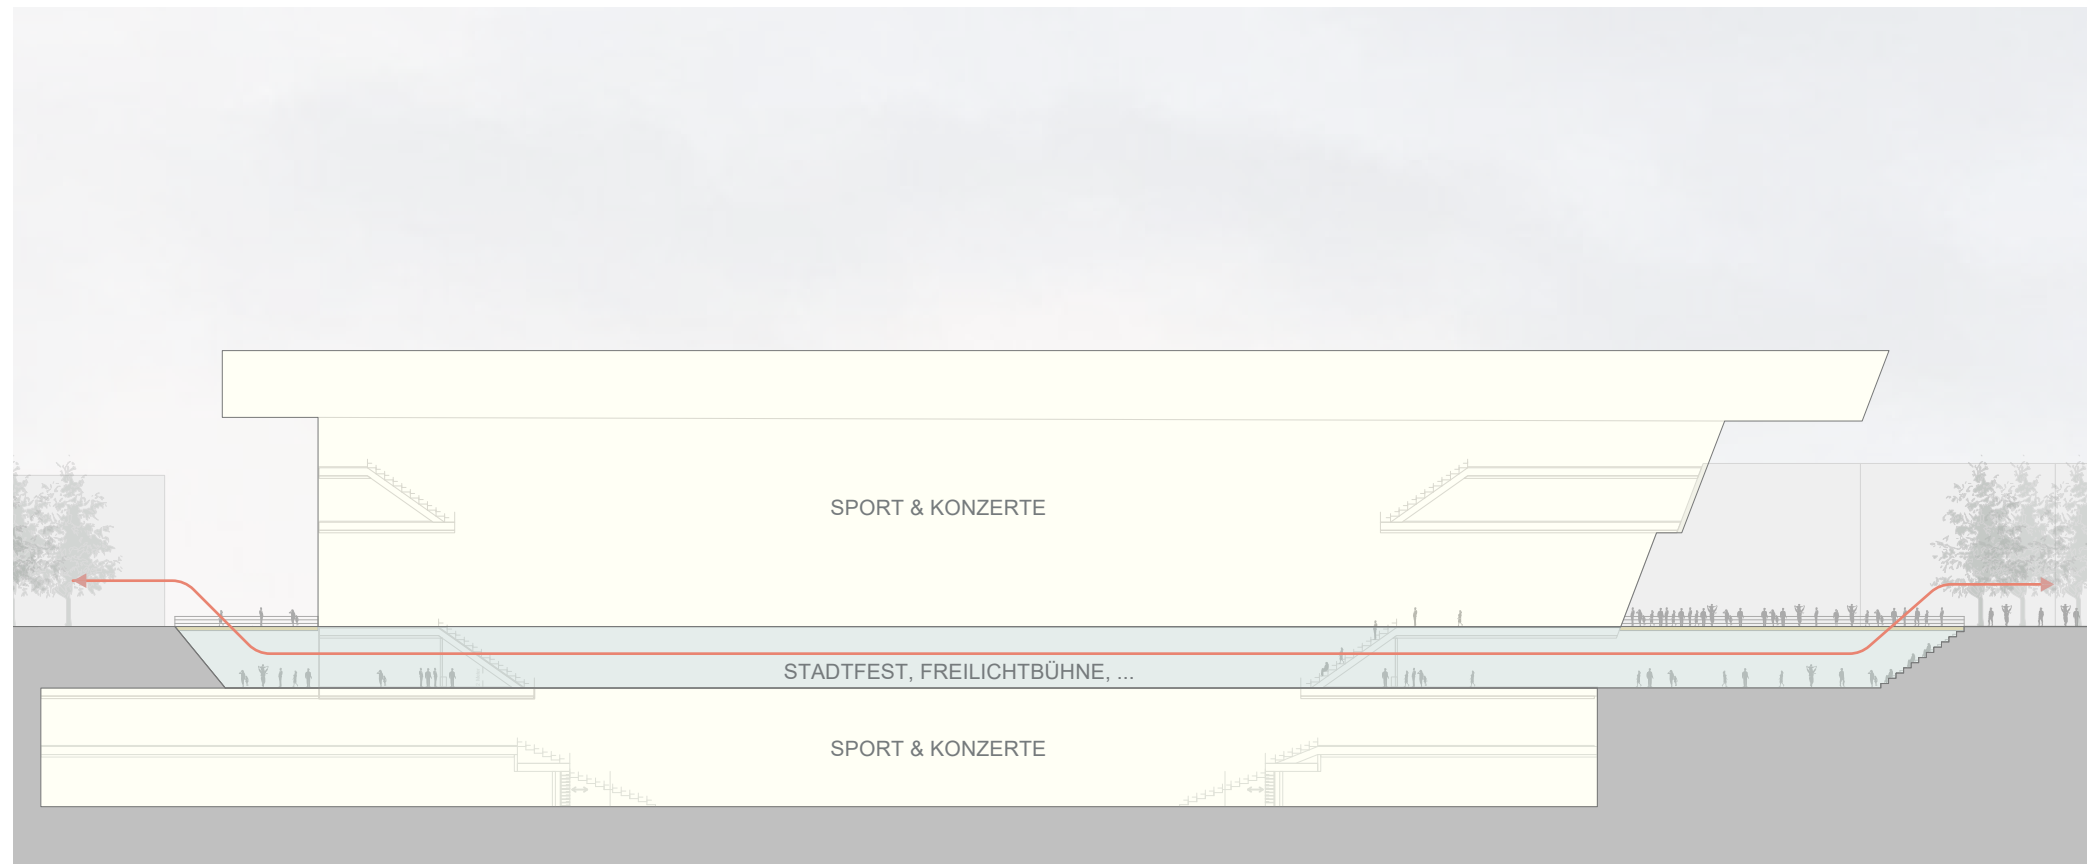 SPORT & KONZERTE
STADTFEST, FREILICHTBÜHNE, ...
SPORT & KONZERTE